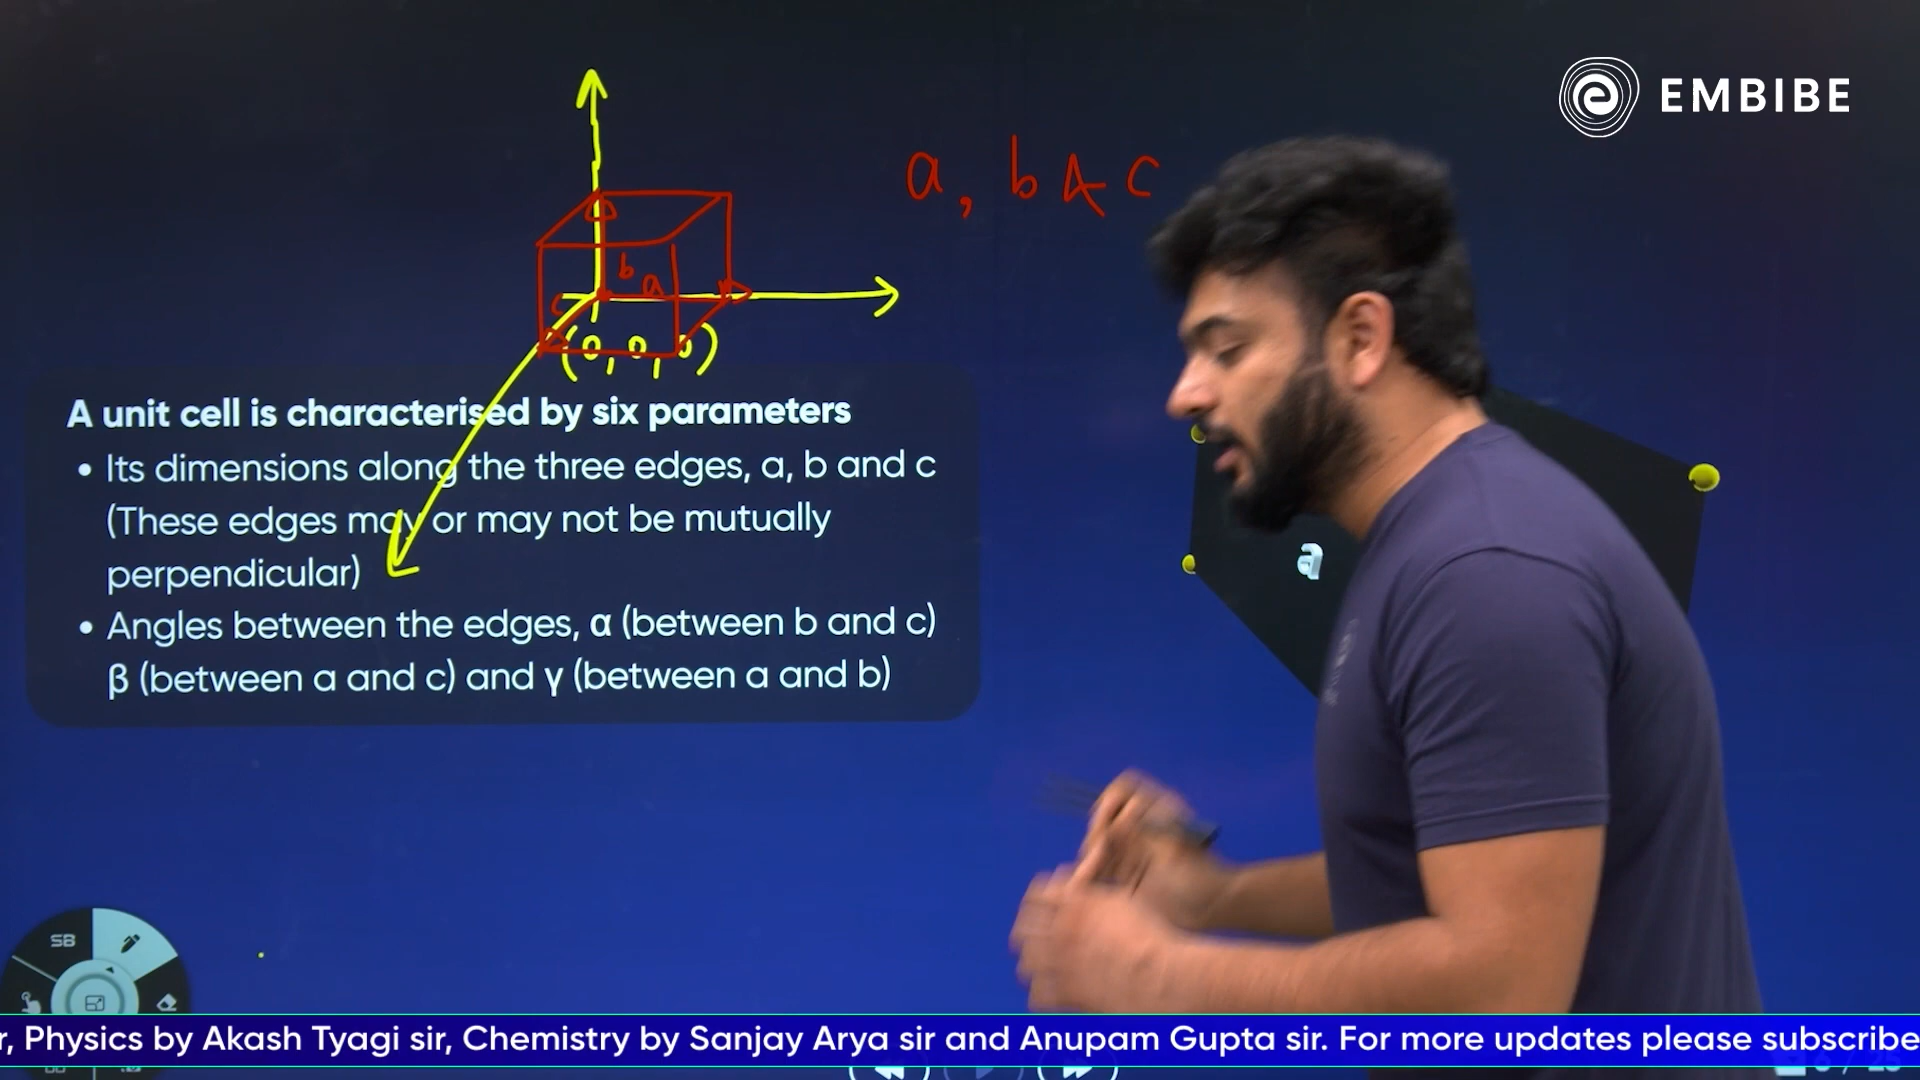 EMBIBE
a, b & c
b
a
c
(0, 0, 0)
A unit cell is characterised by six parameters
• Its dimensions along the three edges, a, b and c
(These edges may or may not be mutually
perpendicular)
• Angles between the edges, α (between b and c)
β (between a and c) and γ (between a and b)
a
SB
r, Physics by Akash Tyagi sir, Chemistry by Sanjay Arya sir and Anupam Gupta sir. For more updates please subscribe
6 / 25